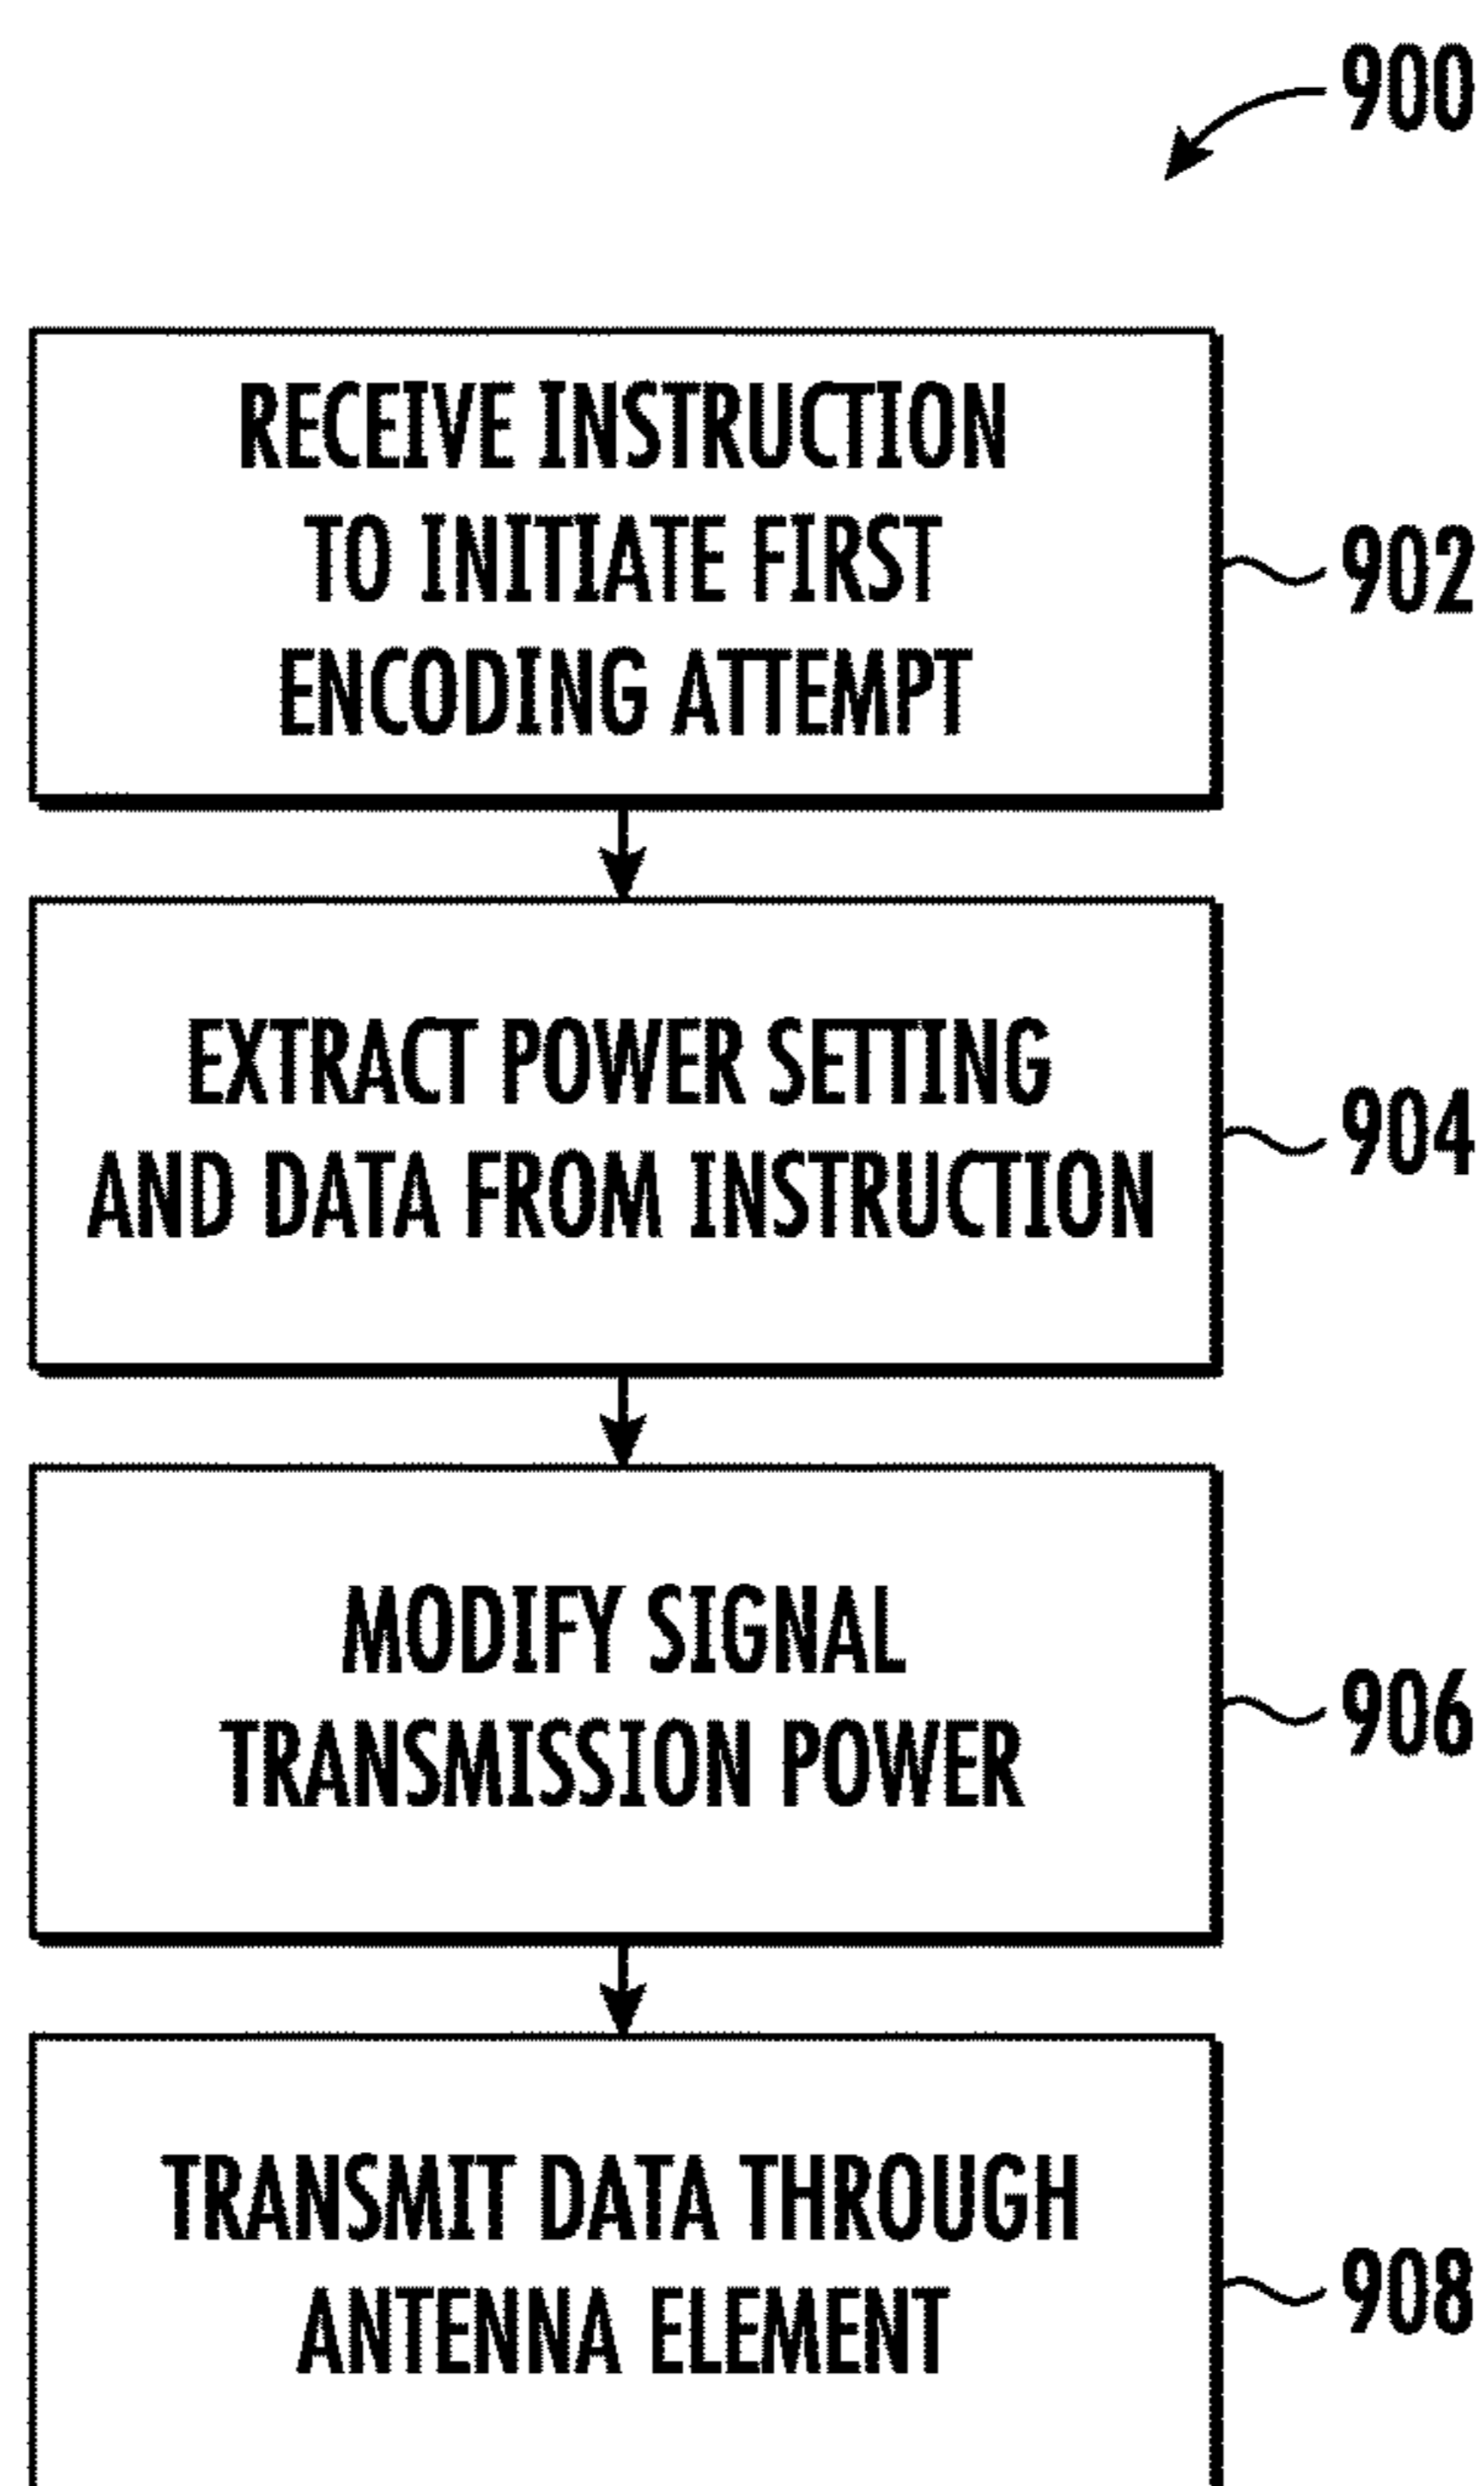 900
RECEIVE INSTRUCTION
TO INITIATE FIRST
ENCODING ATTEMPT
902
EXTRACT POWER SETTING
AND DATA FROM INSTRUCTION
904
MODIFY SIGNAL
TRANSMISSION POWER
906
TRANSMIT DATA THROUGH
ANTENNA ELEMENT
908